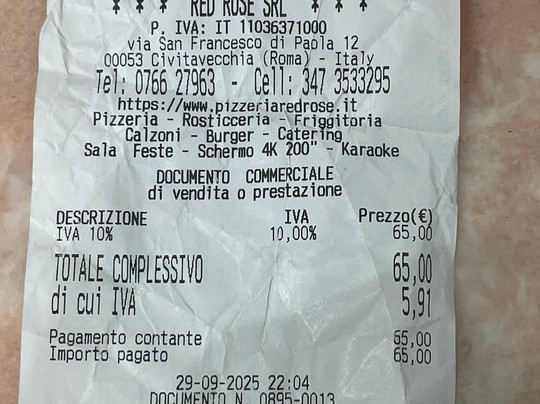 * * * RED ROSE SRL * * *
P. IVA: IT 11036371000
via San Francesco di Paola 12
00053 Civitavecchia (Roma) - Italy
Tel: 0766 27963 - Cell: 347 3533295
https://www.pizzeriaredrose.it
Pizzeria - Rosticceria - Friggitoria
Calzoni - Burger - Catering
Sala Feste - Schermo 4K 200" - Karaoke
DOCUMENTO COMMERCIALE
di vendita o prestazione
DESCRIZIONE IVA Prezzo(€)
IVA 10% 10,00% 65,00
TOTALE COMPLESSIVO 65,00
di cui IVA 5,91
Pagamento contante 65,00
Importo pagato 65,00
29-09-2025 22:04
DOCUMENTO N. 0895-0013